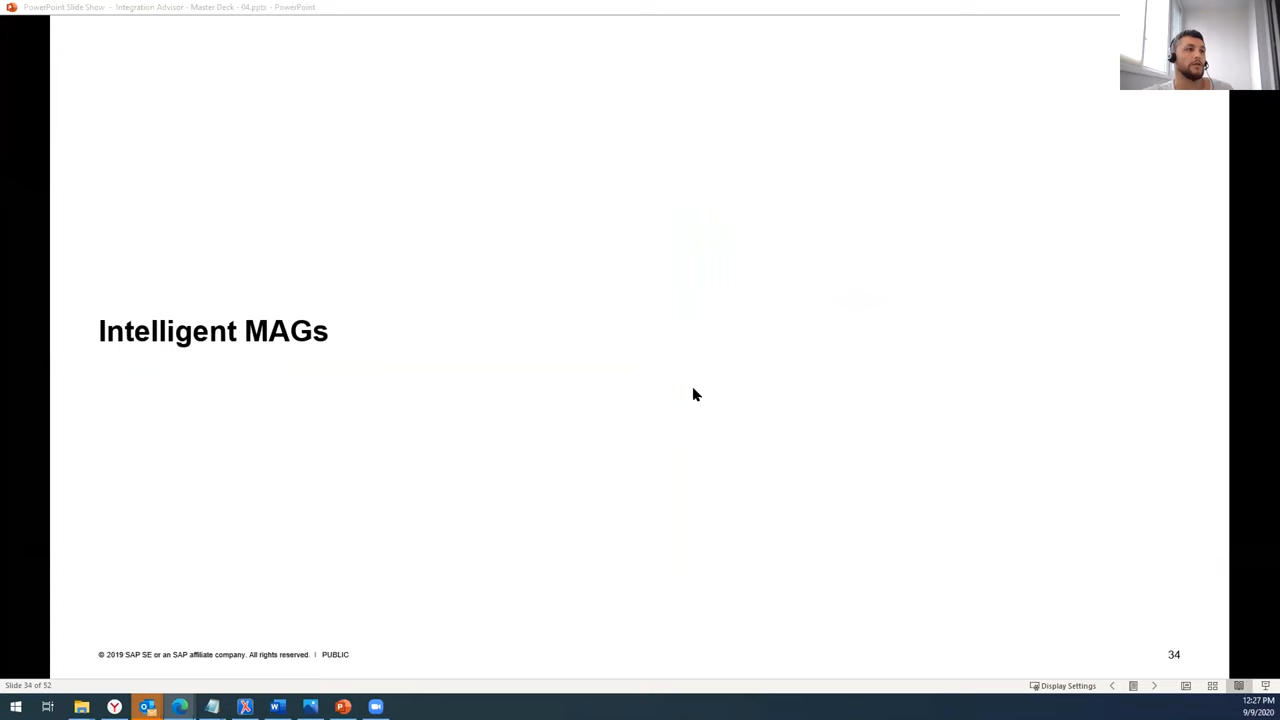 PowerPoint Slide Show - Integration Advisor - Master Deck - 04.pptx - PowerPoint
Intelligent MAGs
© 2019 SAP SE or an SAP affiliate company. All rights reserved. | PUBLIC
34
Slide 34 of 52
Display Settings
12:27 PM
9/9/2020